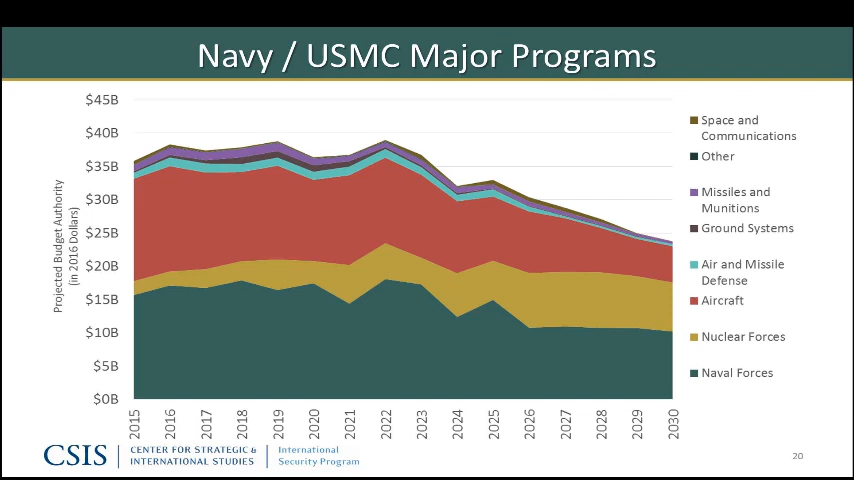 Navy / USMC Major Programs
Projected Budget Authority
(in 2016 Dollars)
$45B
$40B
$35B
$30B
$25B
$20B
$15B
$10B
$5B
$0B
2015
2016
2017
2018
2019
2020
2021
2022
2023
2024
2025
2026
2027
2028
2029
2030
Space and
Communications
Other
Missiles and
Munitions
Ground Systems
Air and Missile
Defense
Aircraft
Nuclear Forces
Naval Forces
CSIS
CENTER FOR STRATEGIC &
INTERNATIONAL STUDIES
International
Security Program
20